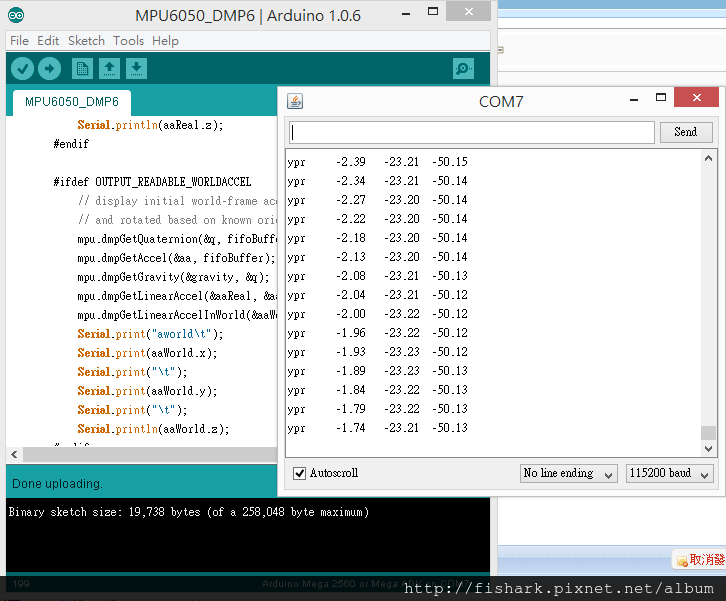 MPU6050_DMP6 | Arduino 1.0.6
File Edit Sketch Tools Help
MPU6050_DMP6
Serial.println(aaReal.z);
#endif
#ifdef OUTPUT_READABLE_WORLDACCEL
// display initial world-frame acc
// and rotated based on known orie
mpu.dmpGetQuaternion(&q, fifoBuffe
mpu.dmpGetAccel(&aa, fifoBuffer);
mpu.dmpGetGravity(&gravity, &q);
mpu.dmpGetLinearAccel(&aaReal, &aa
mpu.dmpGetLinearAccelInWorld(&aaWo
Serial.print("aworld\t");
Serial.print(aaWorld.x);
Serial.print("\t");
Serial.print(aaWorld.y);
Serial.print("\t");
Serial.println(aaWorld.z);
#endif
Done uploading.
Binary sketch size: 19,738 bytes (of a 258,048 byte maximum)
199
Arduino Mega 2560 or Mega ADK on COM7
COM7
Send
ypr -2.39 -23.21 -50.15
ypr -2.34 -23.21 -50.14
ypr -2.27 -23.20 -50.14
ypr -2.22 -23.20 -50.14
ypr -2.18 -23.20 -50.14
ypr -2.13 -23.20 -50.14
ypr -2.08 -23.21 -50.13
ypr -2.04 -23.21 -50.12
ypr -2.00 -23.22 -50.12
ypr -1.96 -23.22 -50.12
ypr -1.93 -23.23 -50.12
ypr -1.89 -23.23 -50.13
ypr -1.84 -23.22 -50.13
ypr -1.79 -23.22 -50.13
ypr -1.74 -23.21 -50.13
Autoscroll
No line ending
115200 baud
取消發
http://fishark.pixnet.net/album